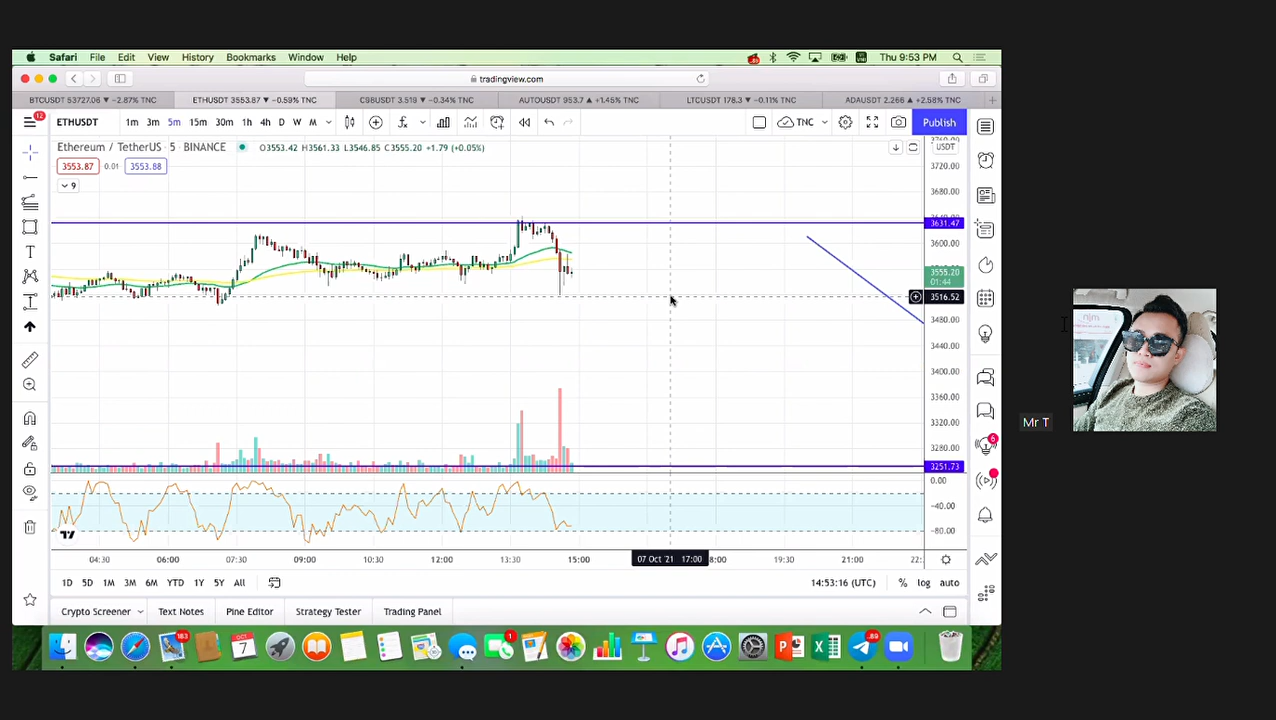 Safari File Edit View History Bookmarks Window Help Thu 9:53 PM
tradingview.com
BTCUSDT 53727.06 ▼ −2.87% TNC ETHUSDT 3553.87 ▼ −0.59% TNC C98USDT 3.519 ▼ −0.34% TNC AUTOUSDT 953.7 ▲ +1.45% TNC LTCUSDT 178.3 ▼ −0.11% TNC ADAUSDT 2.266 ▲ +2.58% TNC
12
ETHUSDT 1m 3m 5m 15m 30m 1h 4h D W M TNC Publish
Ethereum / TetherUS · 5 · BINANCE O3553.42 H3561.33 L3546.85 C3555.20 +1.79 (+0.05%) USDT
3553.87 0.01 3553.88
9
3720.00
3680.00
3631.47
3600.00
3555.20
01:44
3516.52
3480.00
3440.00
3400.00
3360.00
3320.00
3280.00
3251.73
0.00
−40.00
−80.00
5
04:30 06:00 07:30 09:00 10:30 12:00 13:30 15:00 07 Oct '21 17:00 8:00 19:30 21:00 22:
1D 5D 1M 3M 6M YTD 1Y 5Y All 14:53:16 (UTC) % log auto
Crypto Screener Text Notes Pine Editor Strategy Tester Trading Panel
183
OCT
7
1
Mr T